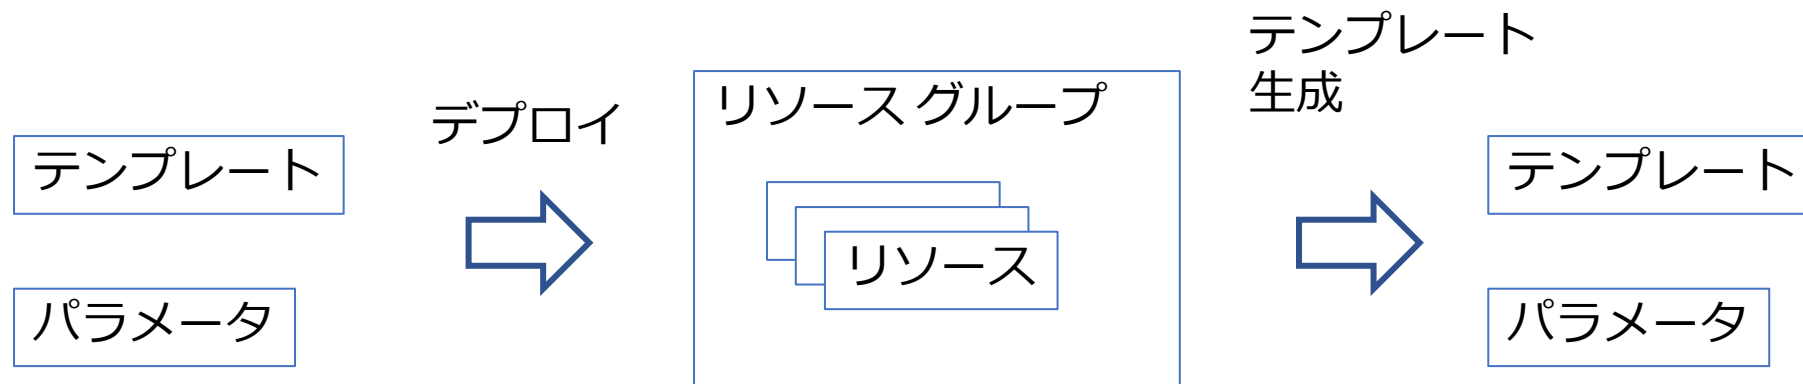 テンプレート
パラメータ
デプロイ
リソース グループ
リソース
テンプレート
生成
テンプレート
パラメータ